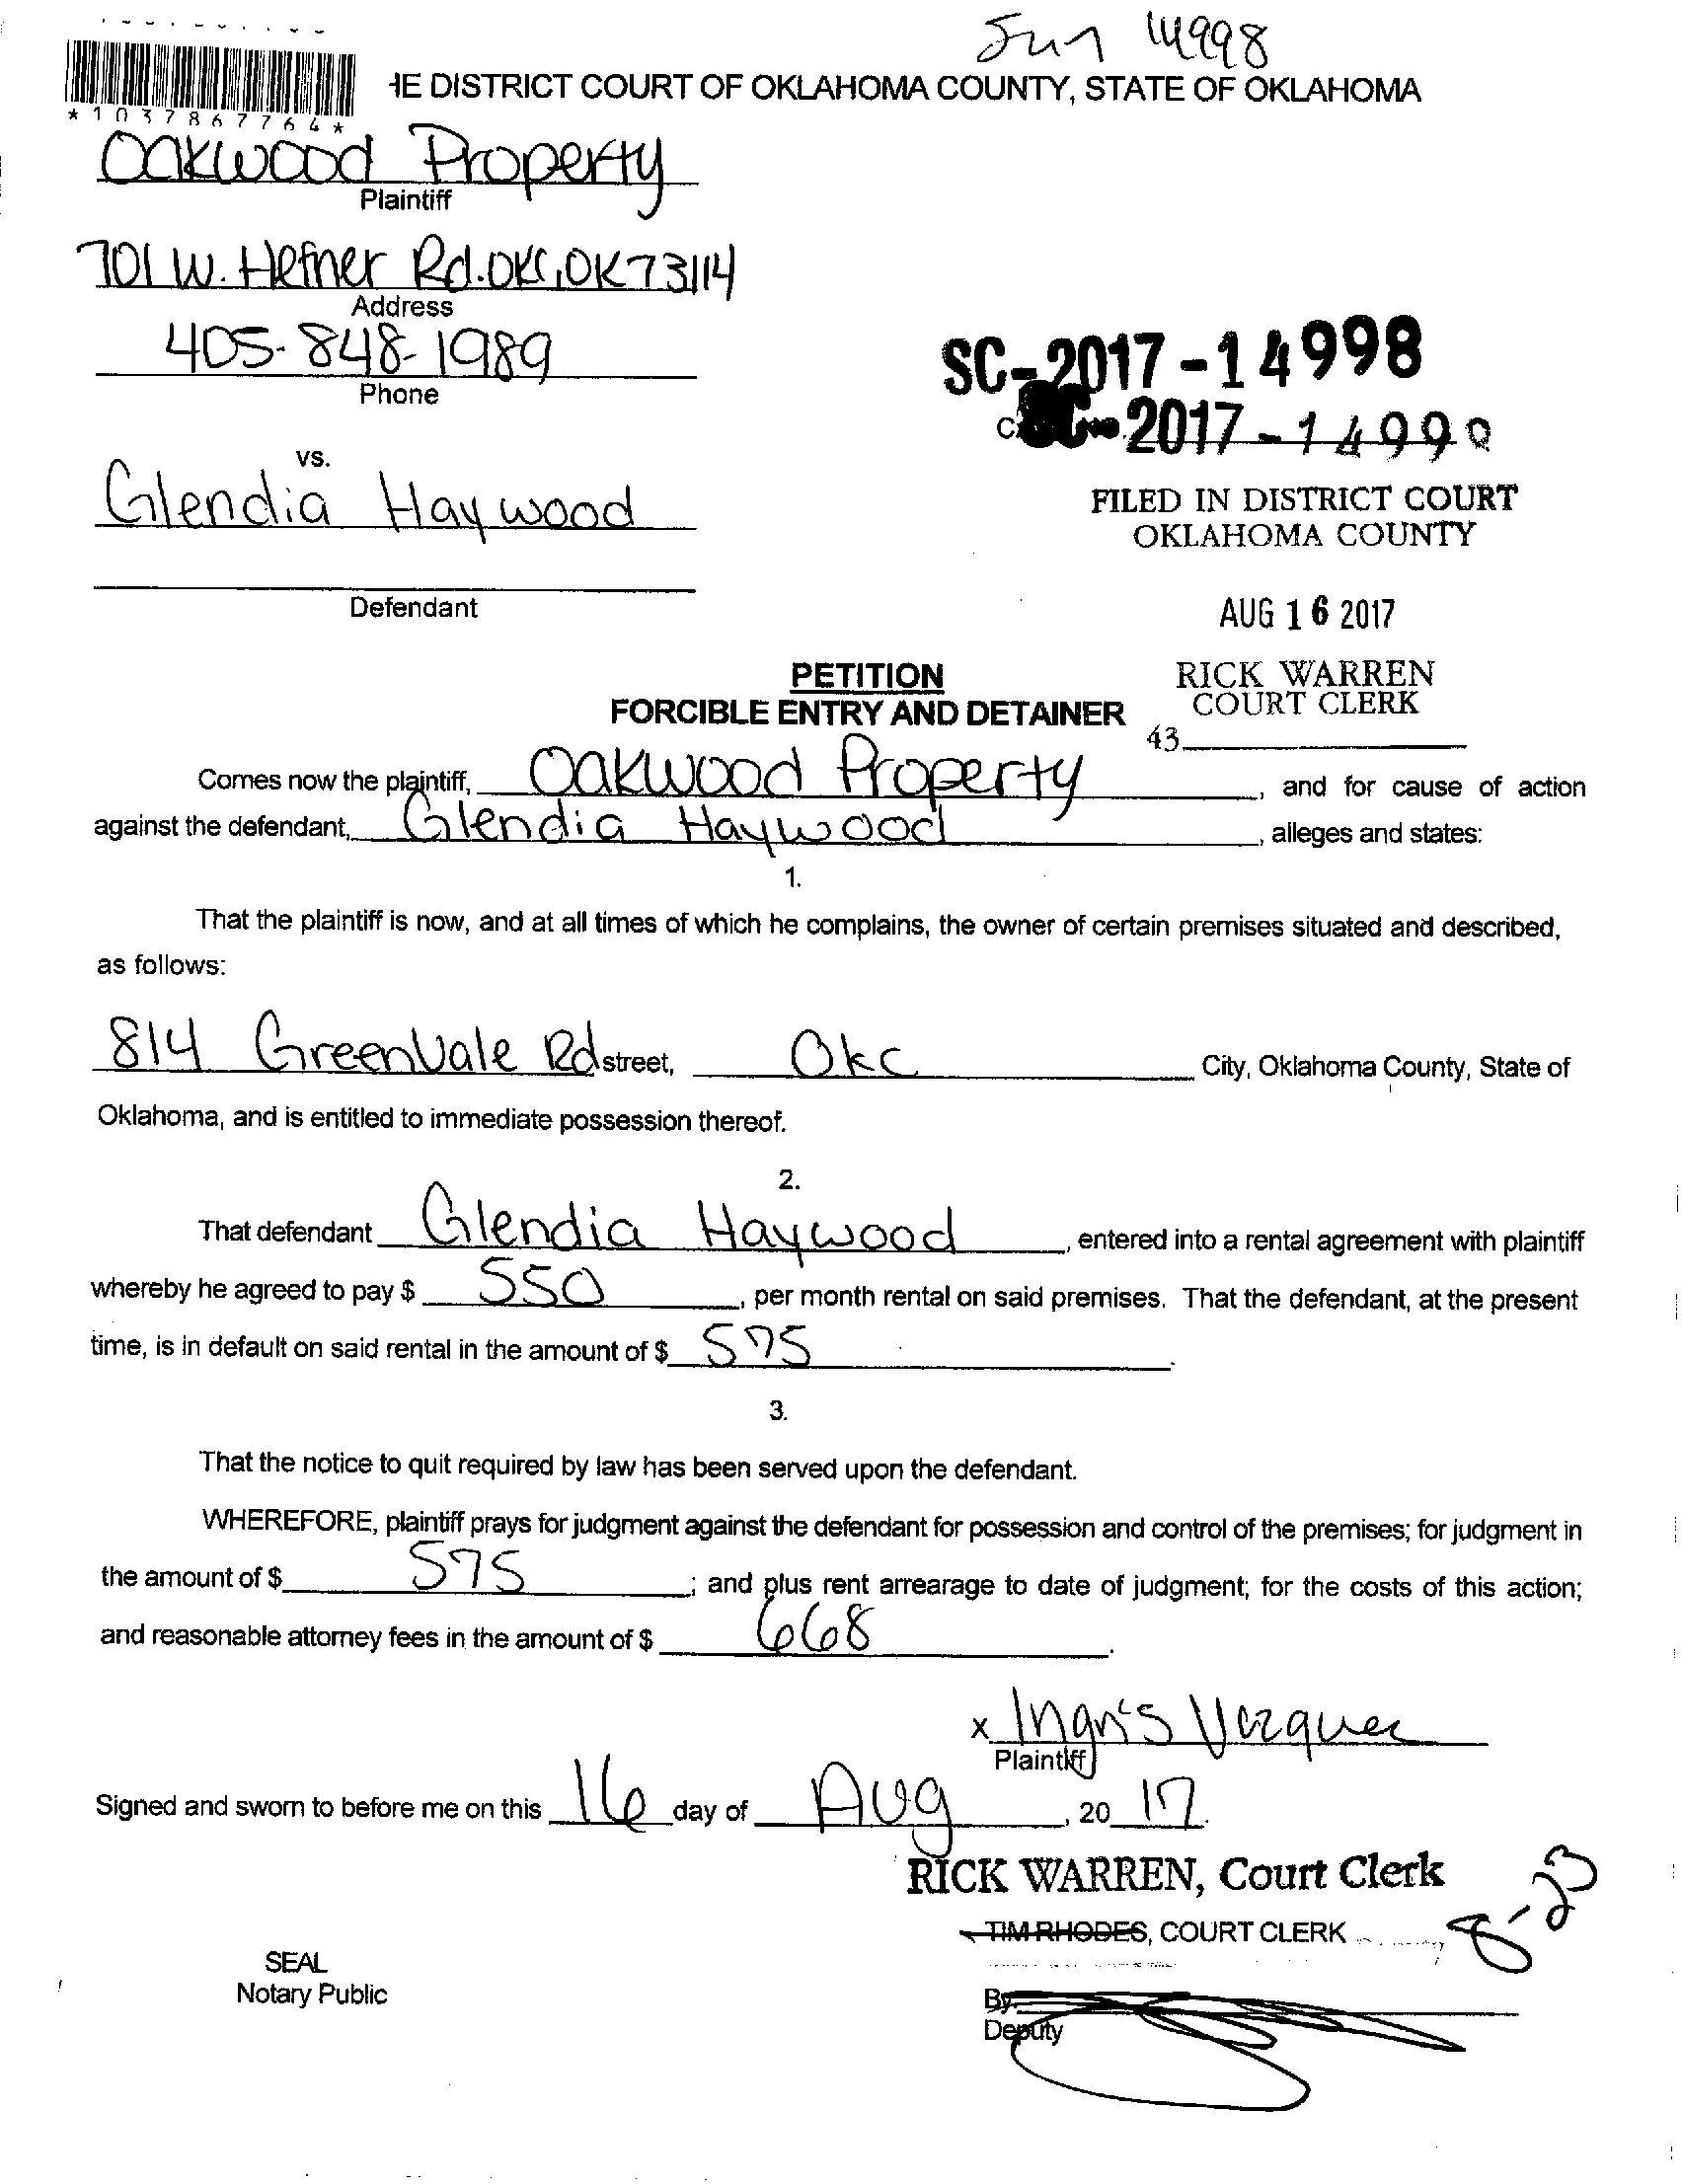 Jun 14998
HE DISTRICT COURT OF OKLAHOMA COUNTY, STATE OF OKLAHOMA
*1037867764*
Oakwood Property
Plaintiff
701 W. Hefner Rd. OKC, OK 73114
Address
405-848-1989
Phone
SC-2017-14998
2017-1499
vs.
Glendia Haywood
FILED IN DISTRICT COURT
OKLAHOMA COUNTY
Defendant
AUG 16 2017
PETITION
RICK WARREN
COURT CLERK
FORCIBLE ENTRY AND DETAINER
43
Comes now the plaintiff, Oakwood Property, and for cause of action
against the defendant, Glendia Haywood, alleges and states:
1.
That the plaintiff is now, and at all times of which he complains, the owner of certain premises situated and described,
as follows:
814 GreenVale Rd street, OKC City, Oklahoma County, State of
Oklahoma, and is entitled to immediate possession thereof.
2.
That defendant Glendia Haywood, entered into a rental agreement with plaintiff
whereby he agreed to pay $ 550, per month rental on said premises. That the defendant, at the present
time, is in default on said rental in the amount of $ 575.
3.
That the notice to quit required by law has been served upon the defendant.
WHEREFORE, plaintiff prays for judgment against the defendant for possession and control of the premises; for judgment in
the amount of $ 575; and plus rent arrearage to date of judgment; for the costs of this action;
and reasonable attorney fees in the amount of $ 668.
x Ingris Vazquez
Plaintiff
Signed and sworn to before me on this 16 day of Aug, 20 17.
RICK WARREN, Court Clerk
TIM RHODES, COURT CLERK
8-23
SEAL
Notary Public
By:
Deputy